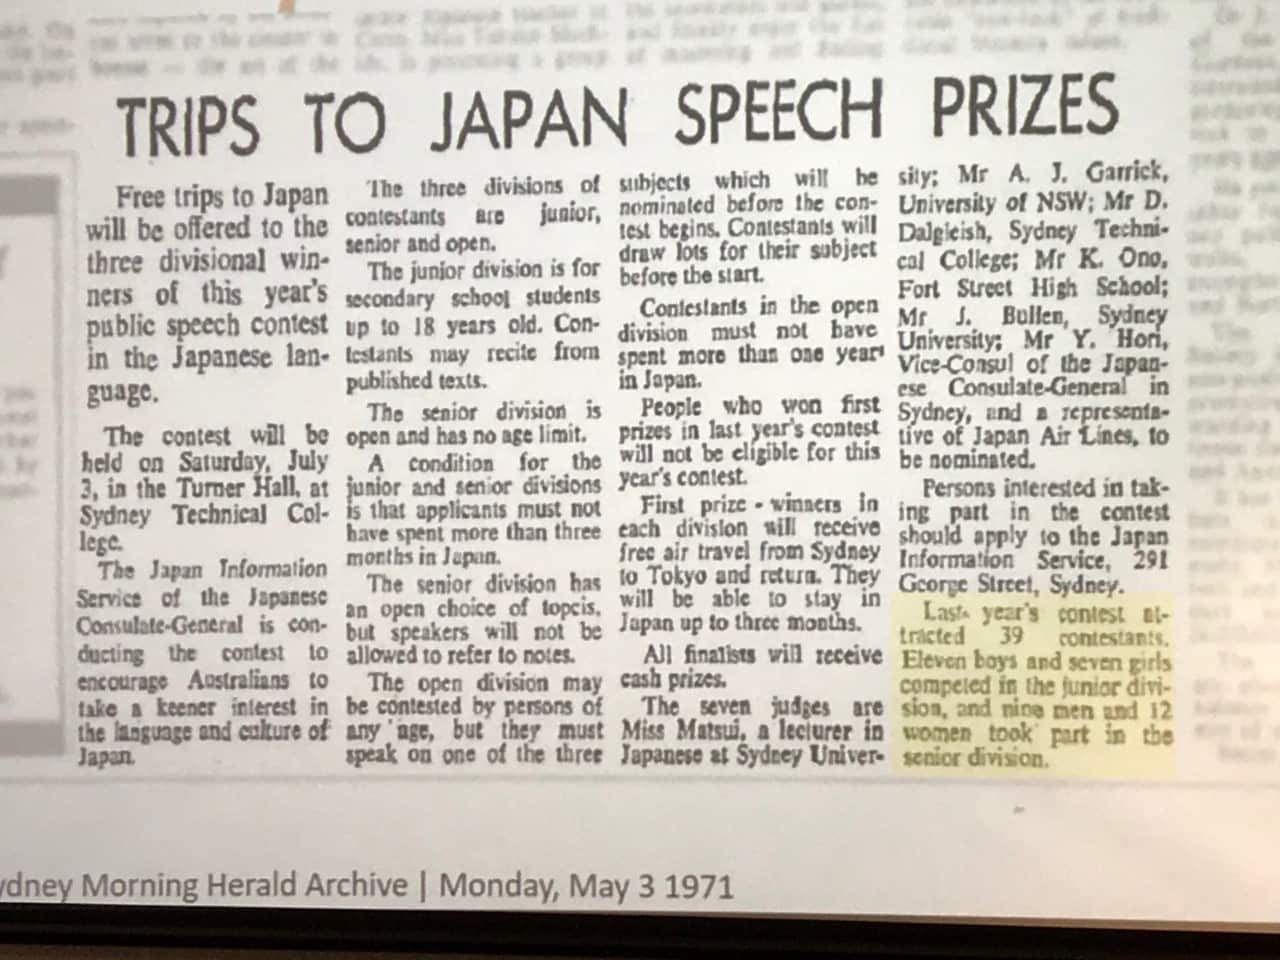 TRIPS TO JAPAN SPEECH PRIZES
Free trips to Japan
will be offered to the
three divisional win-
ners of this year's
public speech contest
in the Japanese lan-
guage.
The contest will be
held on Saturday, July
3, in the Turner Hall, at
Sydney Technical Col-
lege.
The Japan Information
Service of the Japanese
Consulate-General is con-
ducting the contest to
encourage Australians to
take a keener interest in
the language and culture of
Japan.
The three divisions of
contestants are junior,
senior and open.
The junior division is for
secondary school students
up to 18 years old. Con-
testants may recite from
published texts.
The senior division is
open and has no age limit.
A condition for the
junior and senior divisions
is that applicants must not
have spent more than three
months in Japan.
The senior division has
an open choice of topcis,
but speakers will not be
allowed to refer to notes.
The open division may
be contested by persons of
any age, but they must
speak on one of the three
subjects which will be
nominated before the con-
test begins. Contestants will
draw lots for their subject
before the start.
Contestants in the open
division must not have
spent more than one year
in Japan.
People who won first
prizes in last year's contest
will not be eligible for this
year's contest.
First prize - winners in
each division will receive
free air travel from Sydney
to Tokyo and return. They
will be able to stay in
Japan up to three months.
All finalists will receive
cash prizes.
The seven judges are
Miss Matsui, a lecturer in
Japanese at Sydney Univer-
sity; Mr A. J. Garrick,
University of NSW; Mr D.
Dalgleish, Sydney Techni-
cal College; Mr K. Ono,
Fort Street High School;
Mr J. Bullen, Sydney
University; Mr Y. Hori,
Vice-Consul of the Japan-
ese Consulate-General in
Sydney, and a representa-
tive of Japan Air Lines, to
be nominated.
Persons interested in tak-
ing part in the contest
should apply to the Japan
Information Service, 291
George Street, Sydney.
Last year's contest at-
tracted 39 contestants.
Eleven boys and seven girls
competed in the junior divi-
sion, and nine men and 12
women took part in the
senior division.
ydney Morning Herald Archive | Monday, May 3 1971